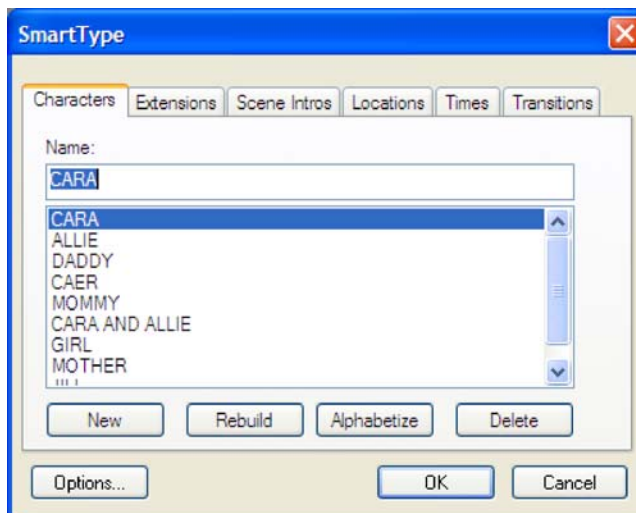 SmartType
Characters Extensions Scene Intros Locations Times Transitions
Name:
CARA
CARA
ALLIE
DADDY
CAER
MOMMY
CARA AND ALLIE
GIRL
MOTHER
New Rebuild Alphabetize Delete
Options... OK Cancel